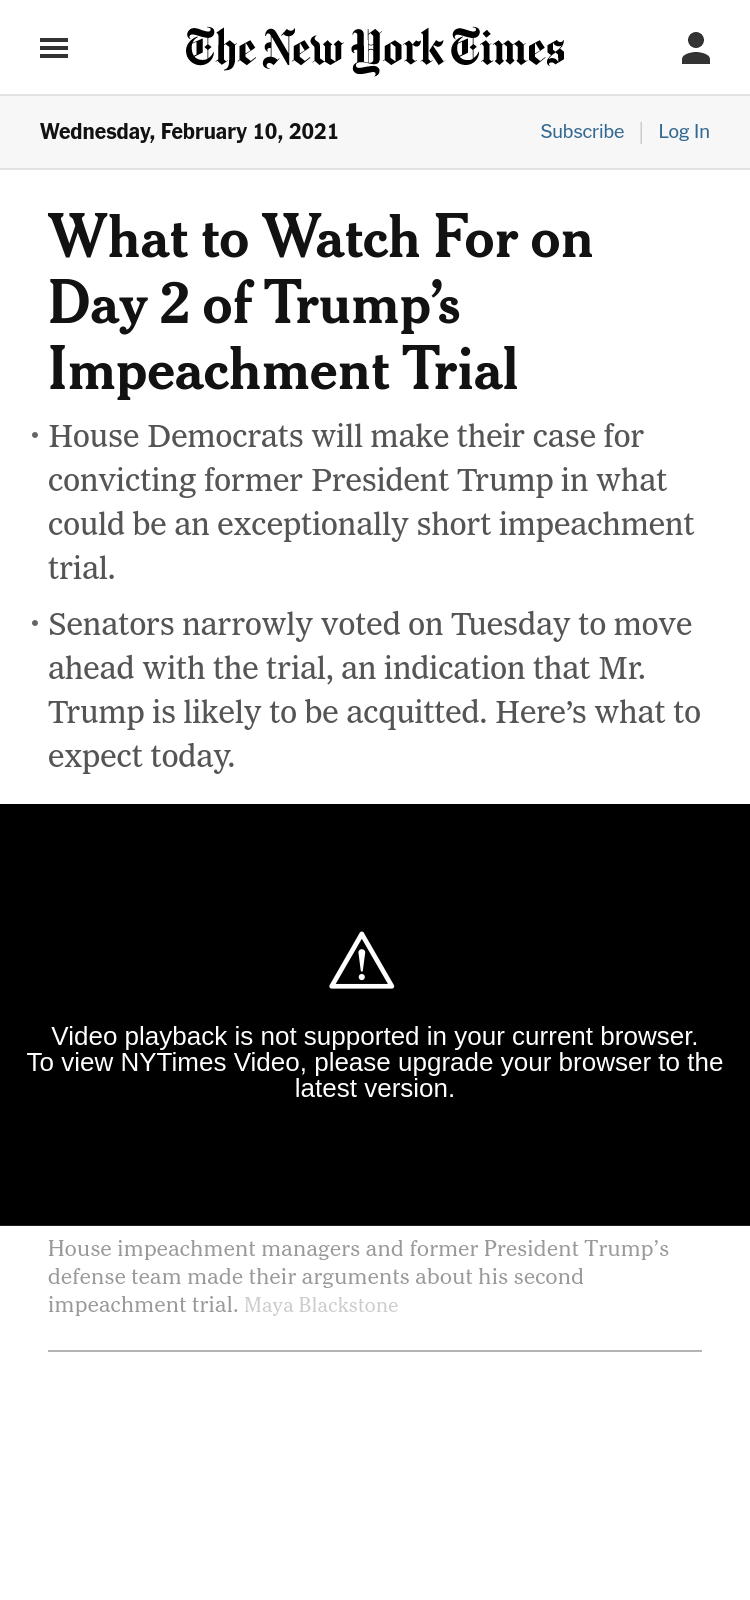 The New York Times
Wednesday, February 10, 2021
Subscribe | Log In
What to Watch For on
Day 2 of Trump’s
Impeachment Trial
• House Democrats will make their case for
convicting former President Trump in what
could be an exceptionally short impeachment
trial.
• Senators narrowly voted on Tuesday to move
ahead with the trial, an indication that Mr.
Trump is likely to be acquitted. Here’s what to
expect today.
Video playback is not supported in your current browser.
To view NYTimes Video, please upgrade your browser to the
latest version.
House impeachment managers and former President Trump’s
defense team made their arguments about his second
impeachment trial. Maya Blackstone